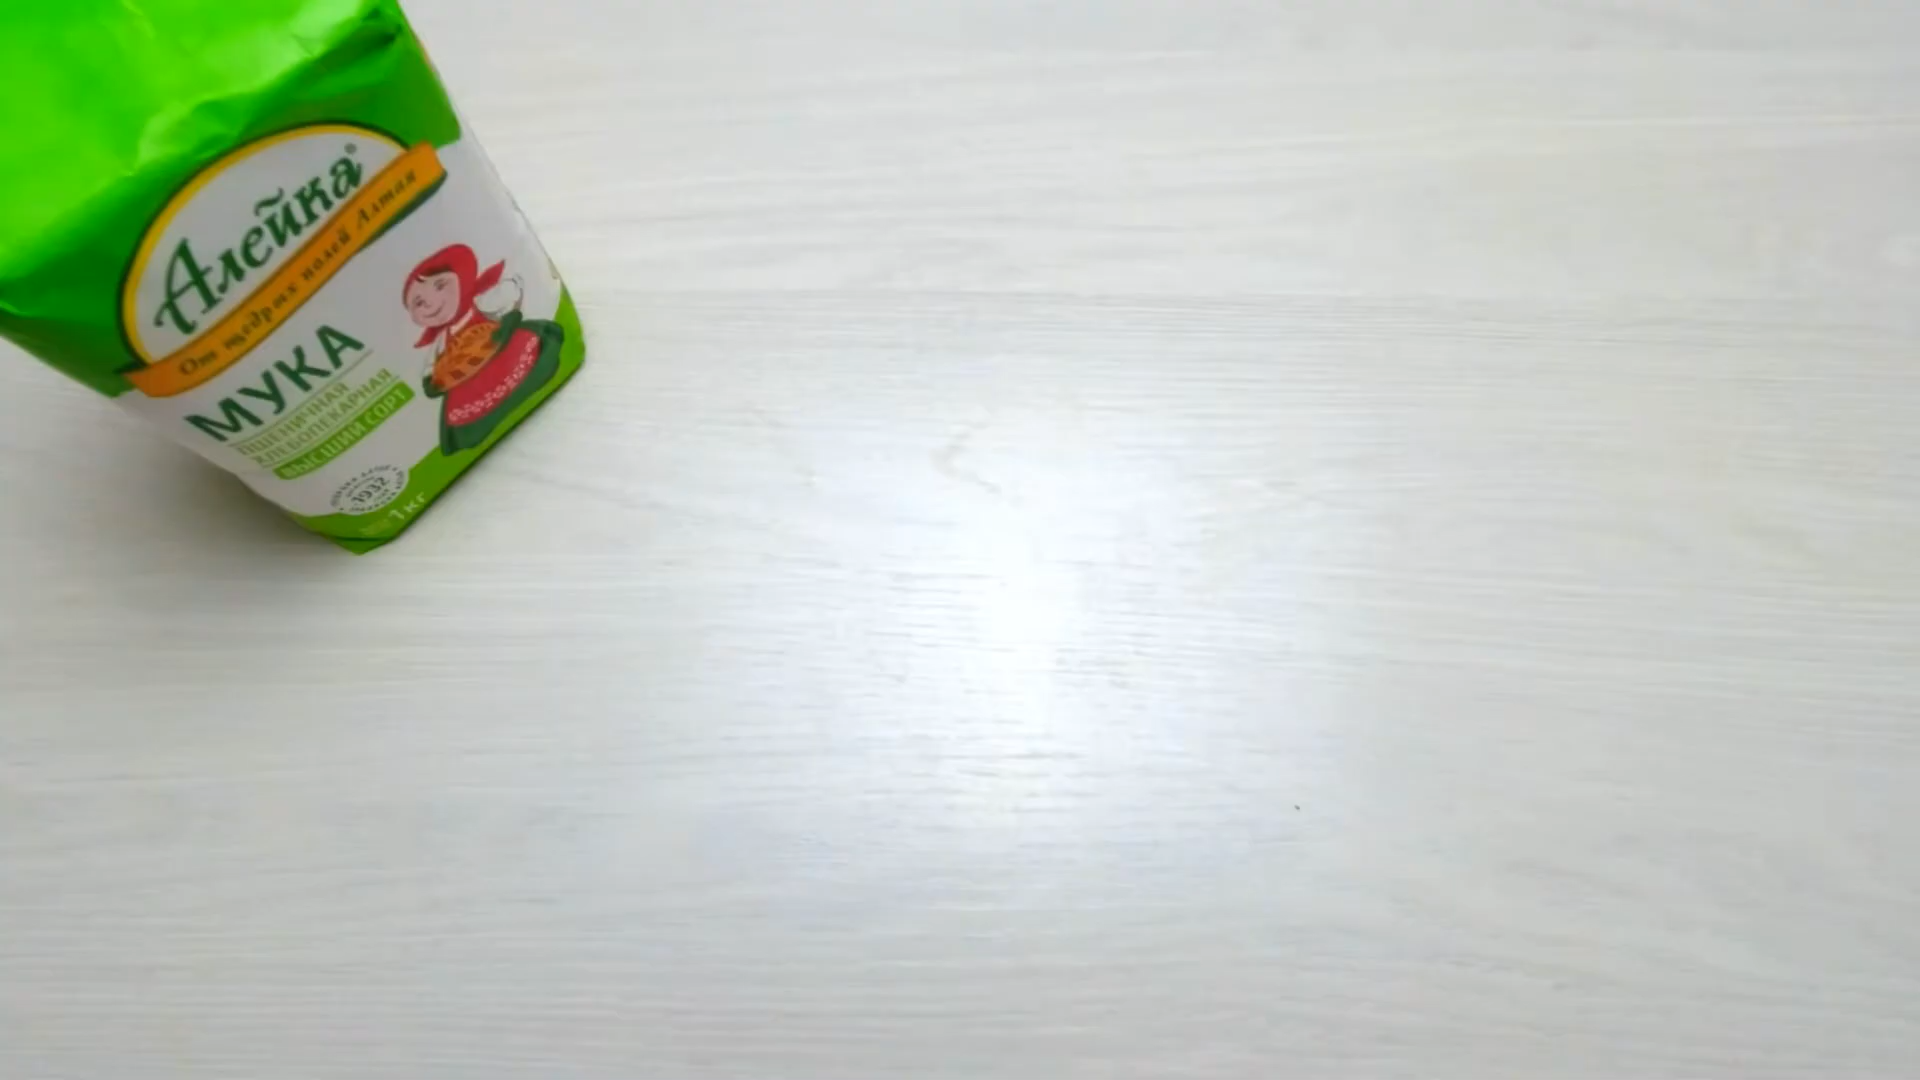 Алейка®
От щедрых полей Алтая
МУКА
ПШЕНИЧНАЯ
ХЛЕБОПЕКАРНАЯ
ВЫСШИЙ СОРТ
1932
1 кг